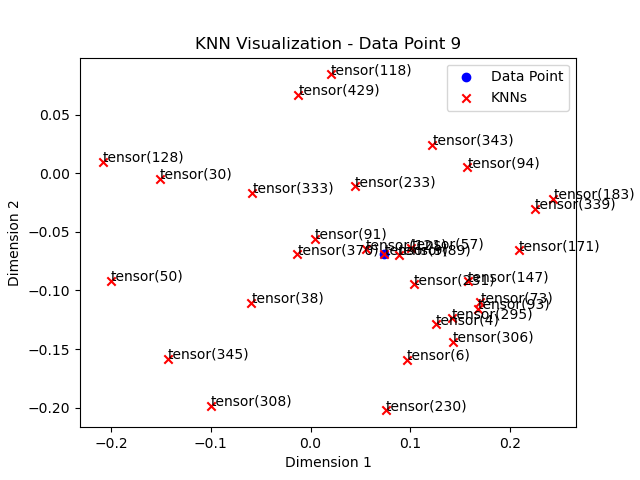 KNN Visualization - Data Point 9
Data Point
KNNs
tensor(118)
tensor(429)
tensor(343)
tensor(94)
tensor(128)
tensor(30)
tensor(333)
tensor(233)
tensor(183)
tensor(339)
tensor(91)
tensor(57)
tensor(171)
tensor(50)
tensor(147)
tensor(38)
tensor(73)
tensor(93)
tensor(295)
tensor(4)
tensor(306)
tensor(345)
tensor(6)
tensor(308)
tensor(230)
0.05
0.00
−0.05
−0.10
−0.15
−0.20
Dimension 2
−0.2
−0.1
0.0
0.1
0.2
Dimension 1